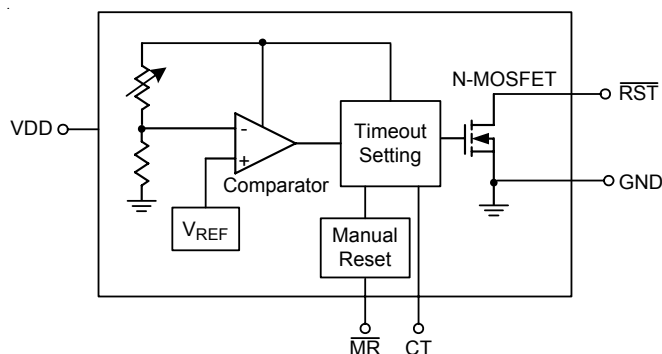 N-MOSFET
RST
VDD
-
Timeout
Setting
+
Comparator
GND
VREF
Manual
Reset
MR
CT